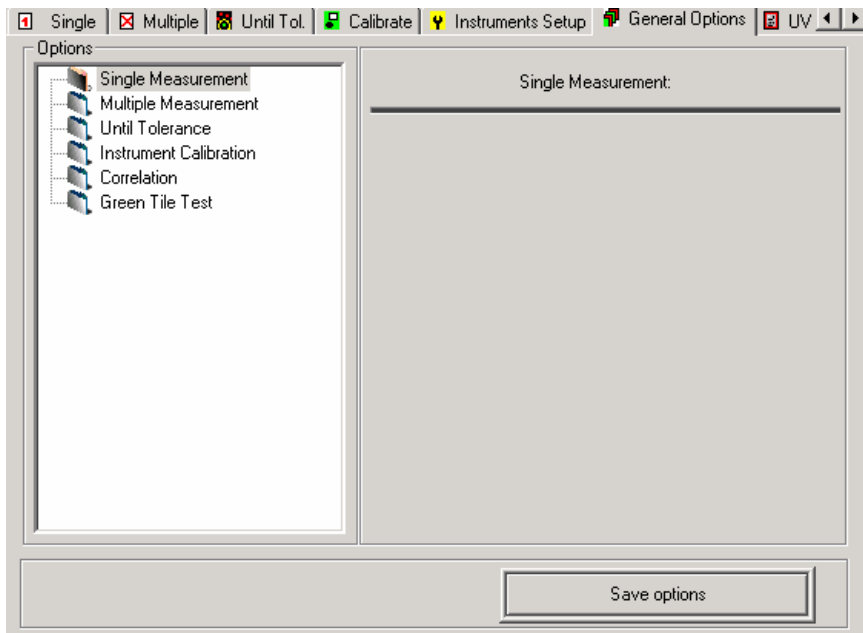 1 Single Multiple Until Tol. Calibrate Instruments Setup General Options UV
Options
Single Measurement
Multiple Measurement
Until Tolerance
Instrument Calibration
Correlation
Green Tile Test
Single Measurement:
Save options